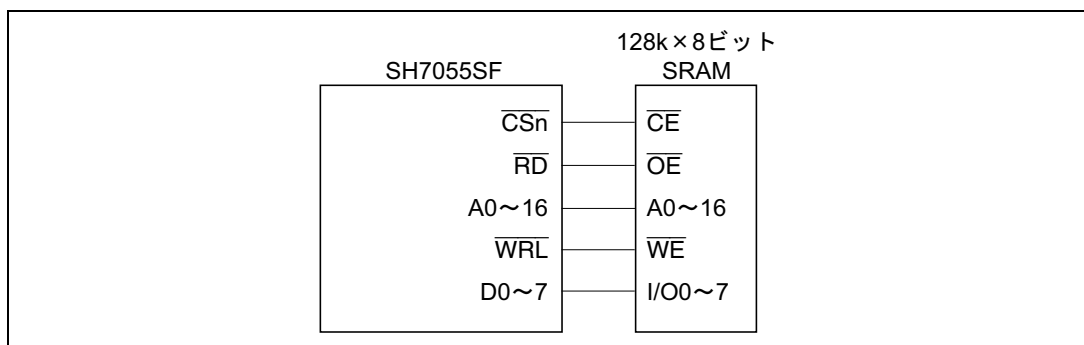 128k×8ビット
SH7055SF SRAM
CSn CE
RD OE
A0〜16 A0〜16
WRL WE
D0〜7 I/O0〜7